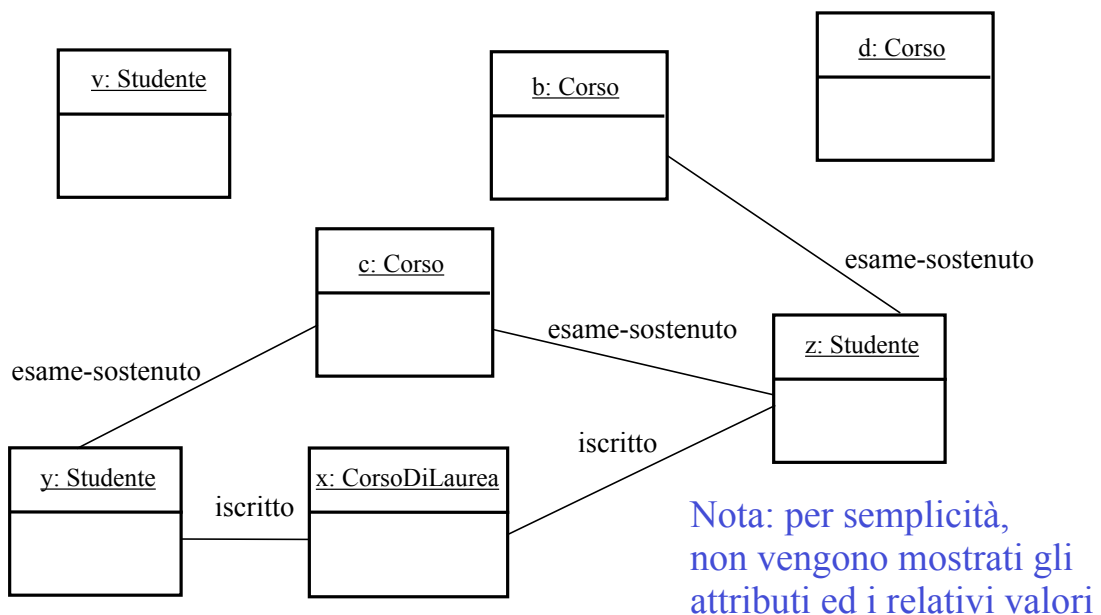 d: Corso
v: Studente
b: Corso
c: Corso
esame-sostenuto
esame-sostenuto
z: Studente
esame-sostenuto
iscritto
y: Studente
x: CorsoDiLaurea
iscritto
Nota: per semplicità,
non vengono mostrati gli
attributi ed i relativi valori